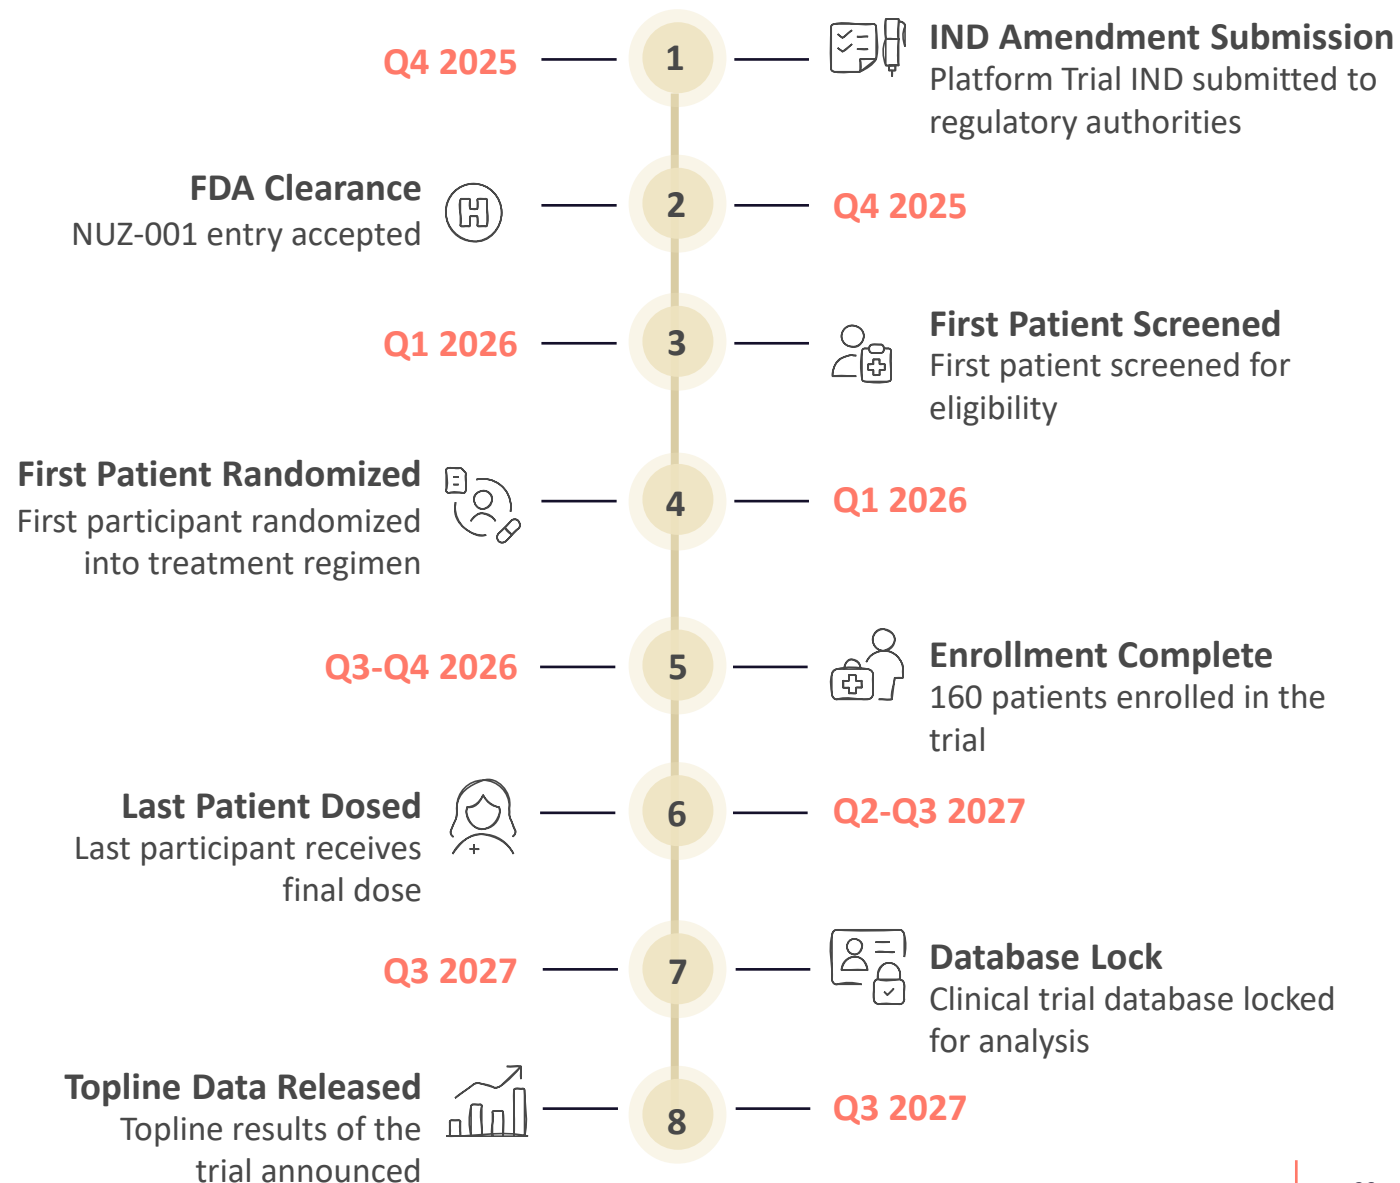 Q4 2025
1
IND Amendment Submission
Platform Trial IND submitted to
regulatory authorities
FDA Clearance
NUZ-001 entry accepted
2
Q4 2025
Q1 2026
3
First Patient Screened
First patient screened for
eligibility
First Patient Randomized
First participant randomized
into treatment regimen
4
Q1 2026
Q3-Q4 2026
5
Enrollment Complete
160 patients enrolled in the
trial
Last Patient Dosed
Last participant receives
final dose
6
Q2-Q3 2027
Q3 2027
7
Database Lock
Clinical trial database locked
for analysis
Topline Data Released
Topline results of the
trial announced
8
Q3 2027